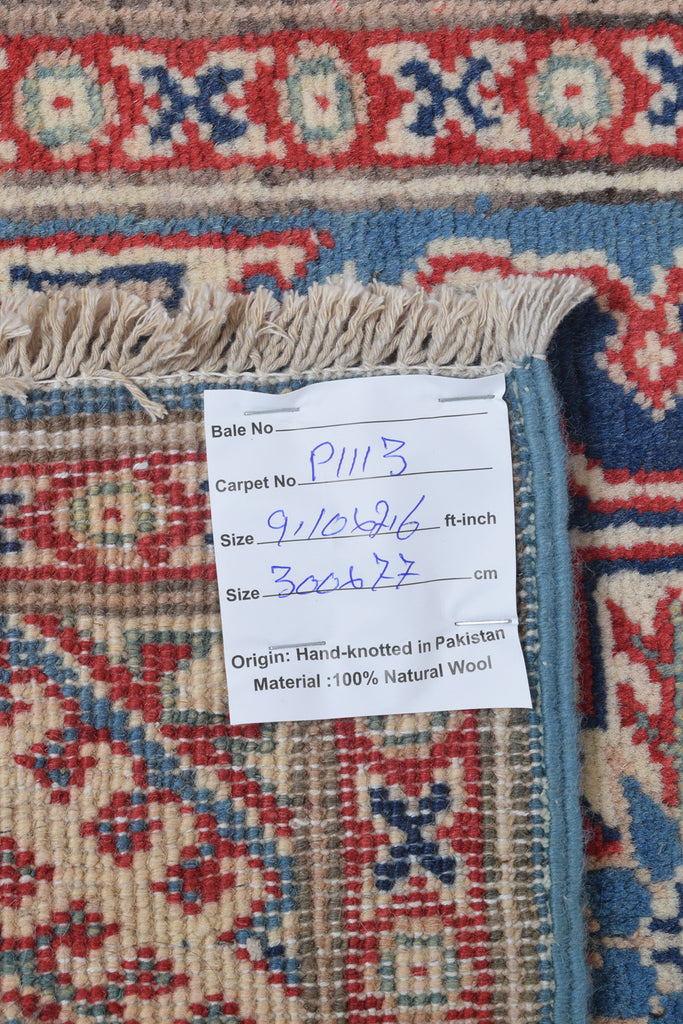 Bale No
Carpet No P1113
Size 9.10x2.6 ft-inch
Size 300x77 cm
Origin: Hand-knotted in Pakistan
Material :100% Natural Wool